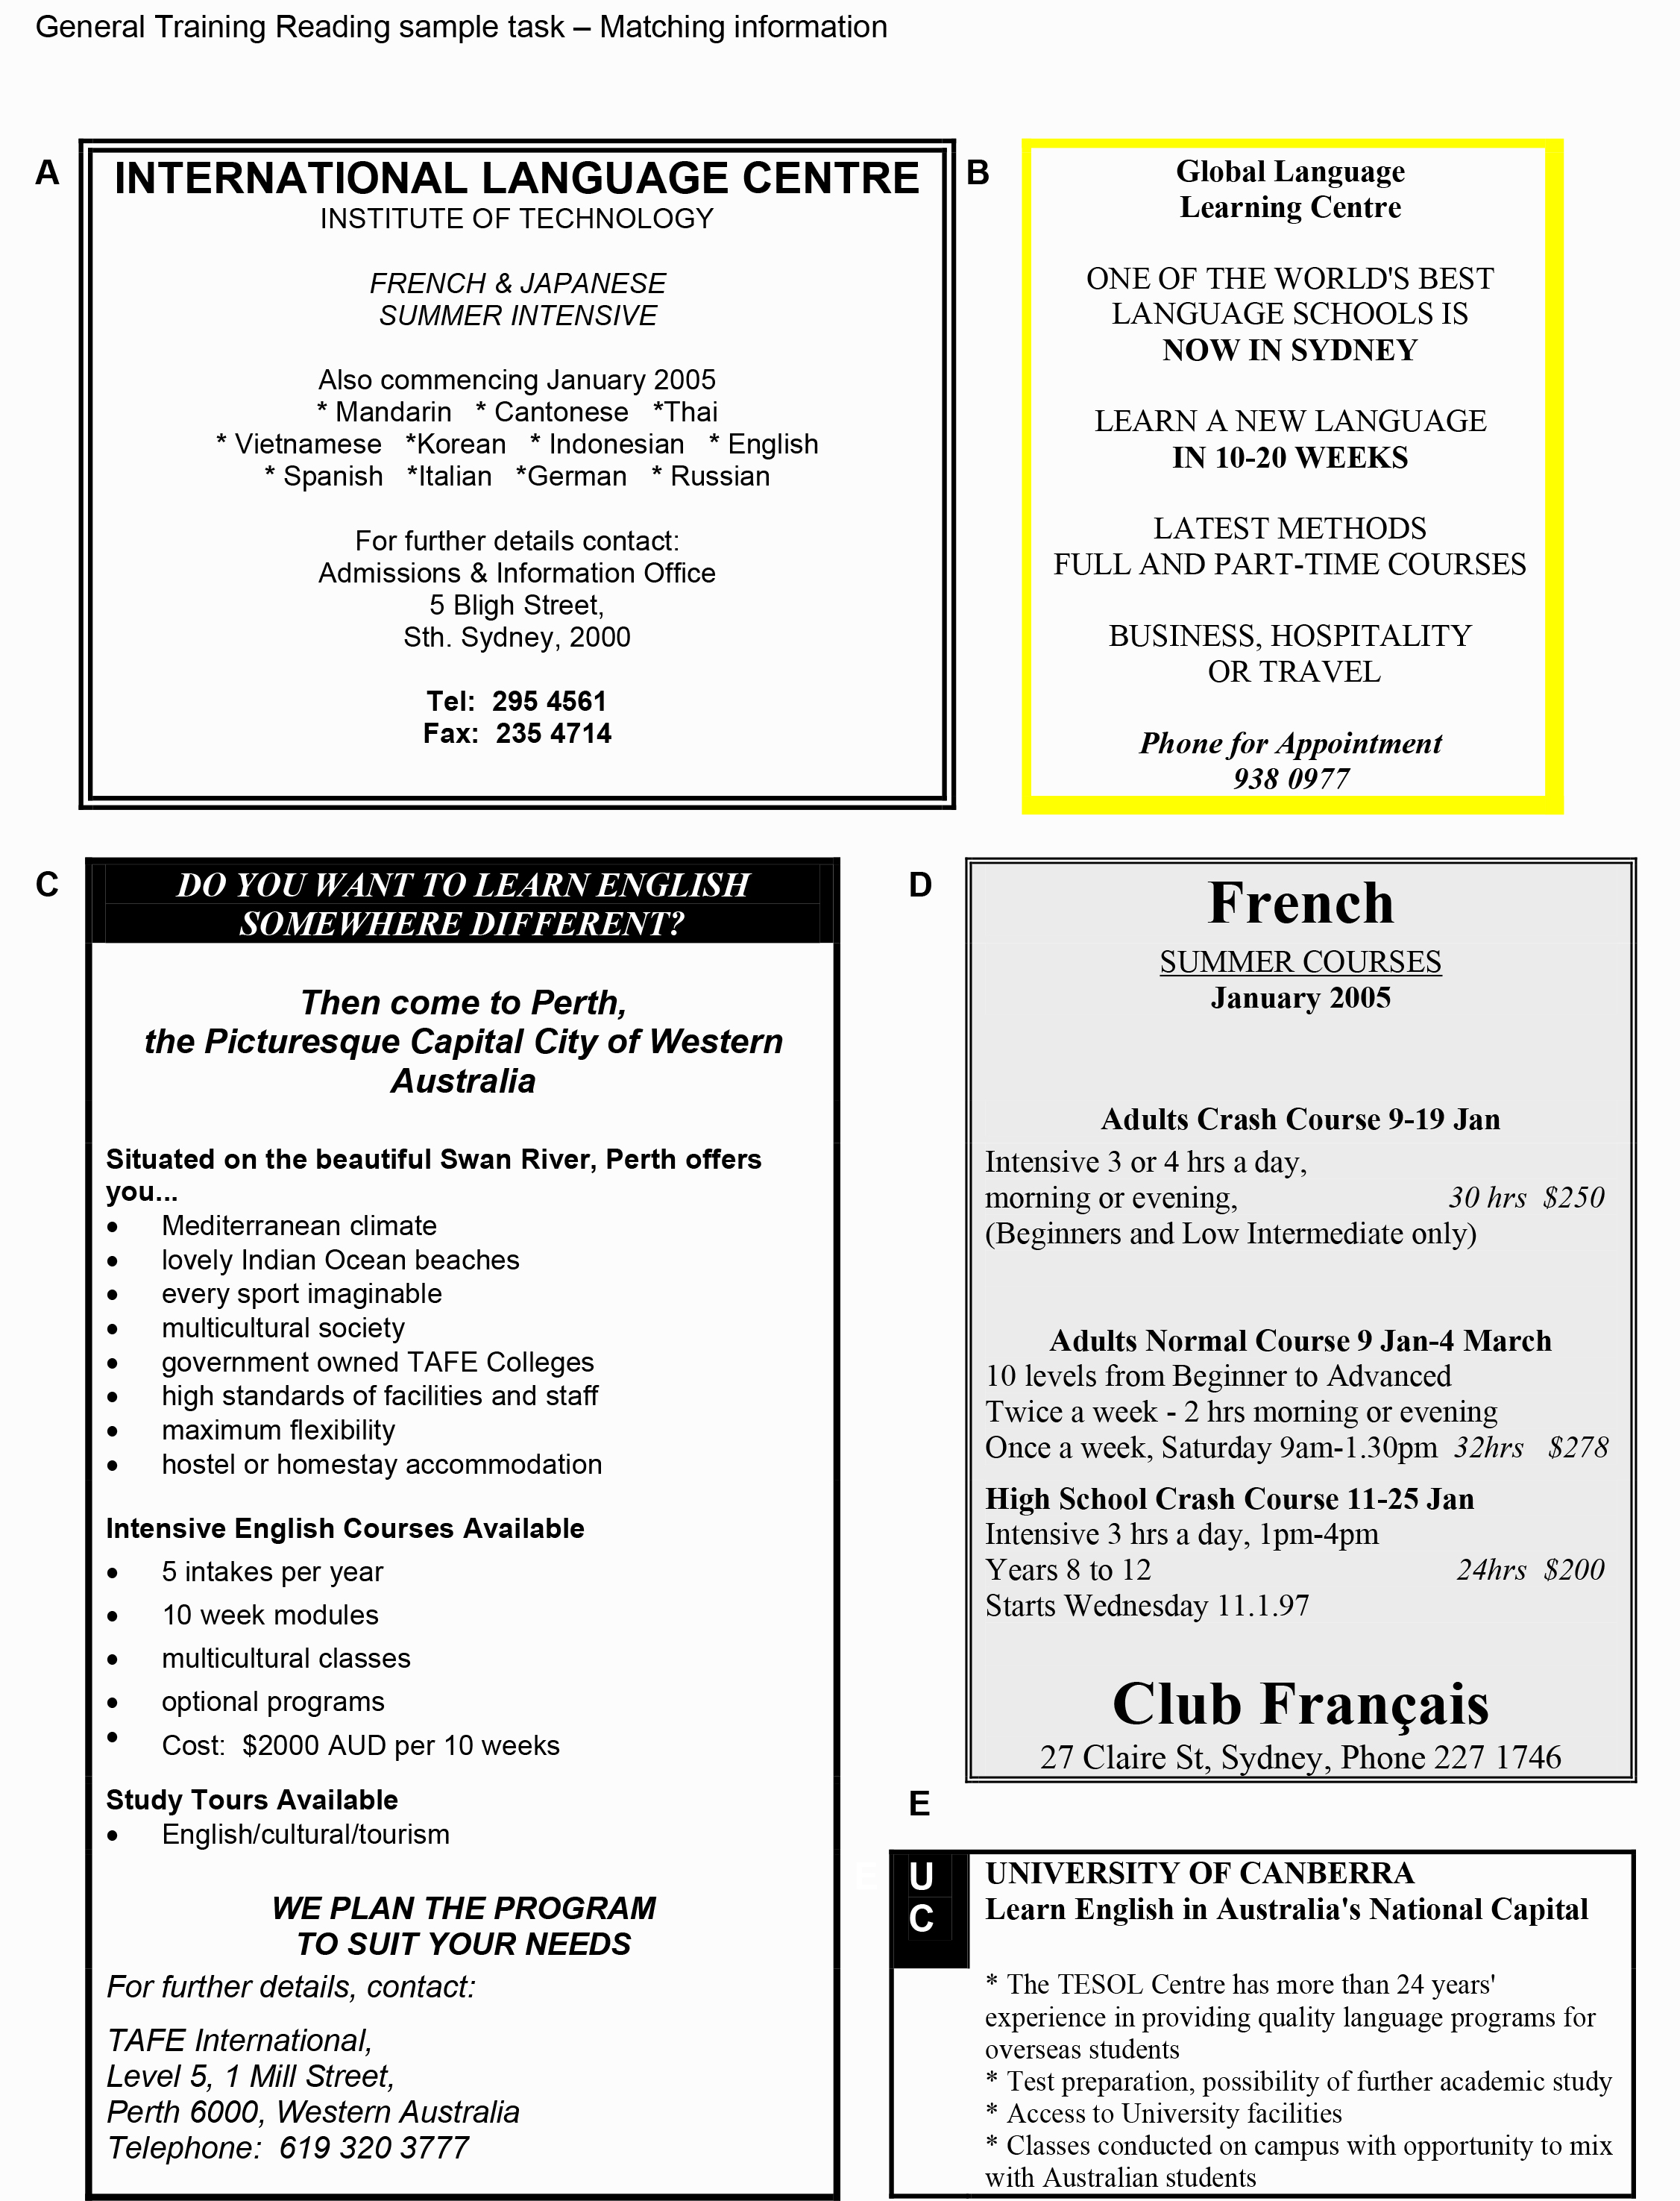 General Training Reading sample task – Matching information
A
INTERNATIONAL LANGUAGE CENTRE
INSTITUTE OF TECHNOLOGY
FRENCH & JAPANESE
SUMMER INTENSIVE
Also commencing January 2005
* Mandarin * Cantonese *Thai
* Vietnamese *Korean * Indonesian * English
* Spanish *Italian *German * Russian
For further details contact:
Admissions & Information Office
5 Bligh Street,
Sth. Sydney, 2000
Tel: 295 4561
Fax: 235 4714
B
Global Language
Learning Centre
ONE OF THE WORLD'S BEST
LANGUAGE SCHOOLS IS
NOW IN SYDNEY
LEARN A NEW LANGUAGE
IN 10-20 WEEKS
LATEST METHODS
FULL AND PART-TIME COURSES
BUSINESS, HOSPITALITY
OR TRAVEL
Phone for Appointment
938 0977
C
DO YOU WANT TO LEARN ENGLISH
SOMEWHERE DIFFERENT?
Then come to Perth,
the Picturesque Capital City of Western
Australia
Situated on the beautiful Swan River, Perth offers
you...
• Mediterranean climate
• lovely Indian Ocean beaches
• every sport imaginable
• multicultural society
• government owned TAFE Colleges
• high standards of facilities and staff
• maximum flexibility
• hostel or homestay accommodation
Intensive English Courses Available
• 5 intakes per year
• 10 week modules
• multicultural classes
• optional programs
• Cost: $2000 AUD per 10 weeks
Study Tours Available
• English/cultural/tourism
WE PLAN THE PROGRAM
TO SUIT YOUR NEEDS
For further details, contact:
TAFE International,
Level 5, 1 Mill Street,
Perth 6000, Western Australia
Telephone: 619 320 3777
D
French
SUMMER COURSES
January 2005
Adults Crash Course 9-19 Jan
Intensive 3 or 4 hrs a day,
morning or evening, 30 hrs $250
(Beginners and Low Intermediate only)
Adults Normal Course 9 Jan-4 March
10 levels from Beginner to Advanced
Twice a week - 2 hrs morning or evening
Once a week, Saturday 9am-1.30pm 32hrs $278
High School Crash Course 11-25 Jan
Intensive 3 hrs a day, 1pm-4pm
Years 8 to 12 24hrs $200
Starts Wednesday 11.1.97
Club Français
27 Claire St, Sydney, Phone 227 1746
E
U
C
UNIVERSITY OF CANBERRA
Learn English in Australia's National Capital
* The TESOL Centre has more than 24 years'
experience in providing quality language programs for
overseas students
* Test preparation, possibility of further academic study
* Access to University facilities
* Classes conducted on campus with opportunity to mix
with Australian students